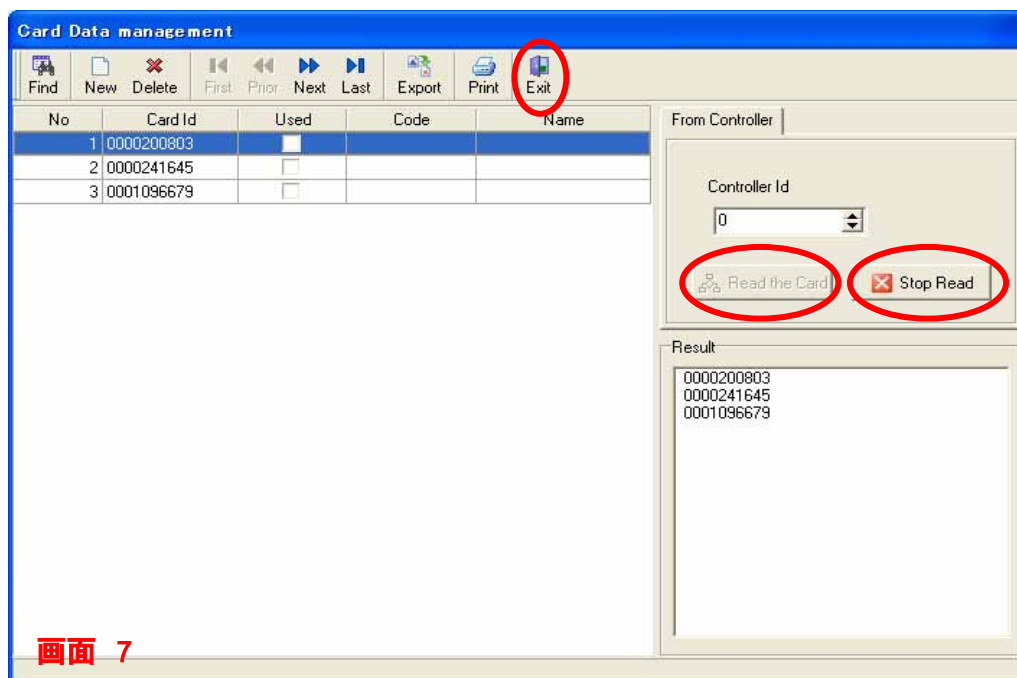 Card Data management
Find New Delete First Prior Next Last Export Print Exit
No Card Id Used Code Name
1 0000200803
2 0000241645
3 0001096679
From Controller
Controller Id
0
Read the Card Stop Read
Result
0000200803
0000241645
0001096679
画面 7